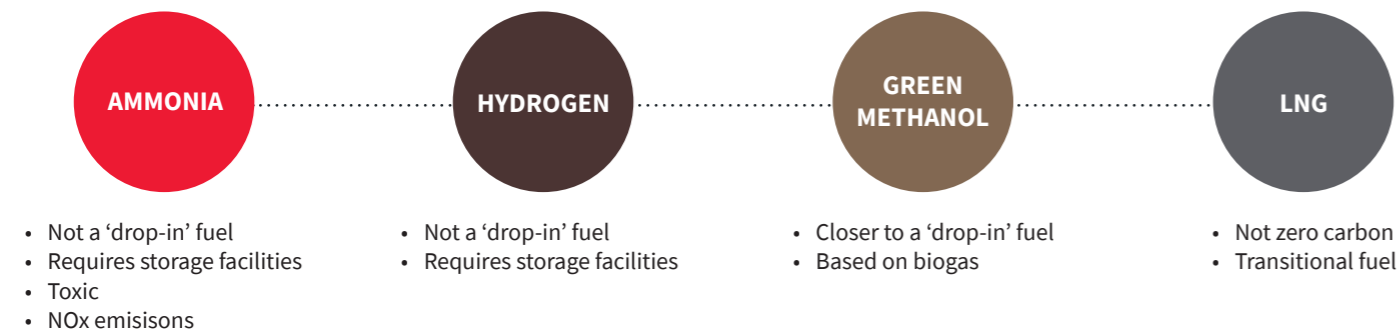 AMMONIA
• Not a ‘drop-in’ fuel
• Requires storage facilities
• Toxic
• NOx emisisons
HYDROGEN
• Not a ‘drop-in’ fuel
• Requires storage facilities
GREEN
METHANOL
• Closer to a ‘drop-in’ fuel
• Based on biogas
LNG
• Not zero carbon
• Transitional fuel